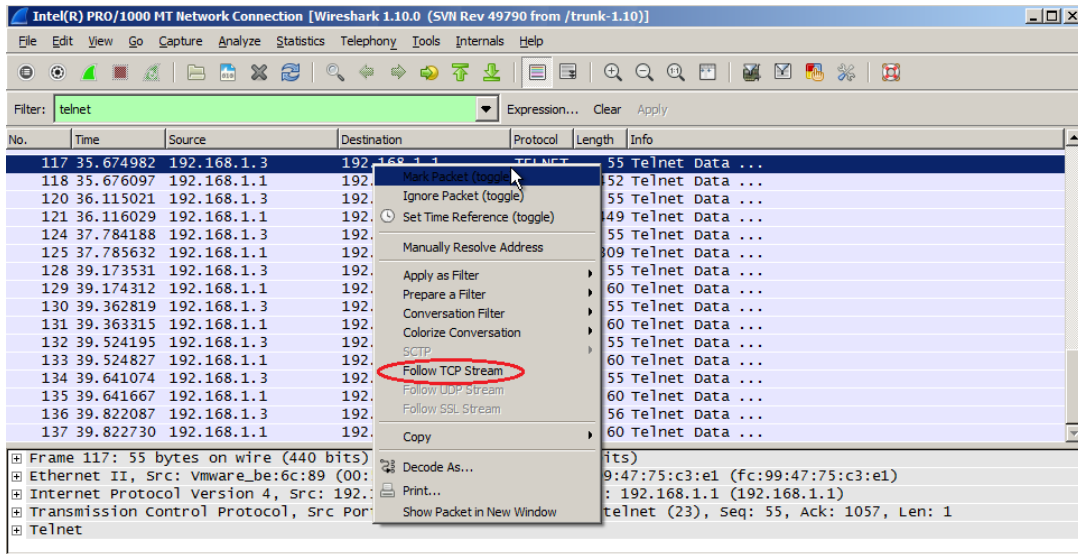 Intel(R) PRO/1000 MT Network Connection [Wireshark 1.10.0 (SVN Rev 49790 from /trunk-1.10)]
File Edit View Go Capture Analyze Statistics Telephony Tools Internals Help
Filter: telnet Expression... Clear Apply
No. Time Source Destination Protocol Length Info
117 35.674982 192.168.1.3 192.168.1.1 TELNET 55 Telnet Data ...
118 35.676097 192.168.1.1 192. 452 Telnet Data ...
120 36.115021 192.168.1.3 192. 55 Telnet Data ...
121 36.116029 192.168.1.1 192. 449 Telnet Data ...
124 37.784188 192.168.1.3 192. 55 Telnet Data ...
125 37.785632 192.168.1.1 192. 309 Telnet Data ...
128 39.173531 192.168.1.3 192. 55 Telnet Data ...
129 39.174312 192.168.1.1 192. 60 Telnet Data ...
130 39.362819 192.168.1.3 192. 55 Telnet Data ...
131 39.363315 192.168.1.1 192. 60 Telnet Data ...
132 39.524195 192.168.1.3 192. 55 Telnet Data ...
133 39.524827 192.168.1.1 192. 60 Telnet Data ...
134 39.641074 192.168.1.3 192. 55 Telnet Data ...
135 39.641667 192.168.1.1 192. 60 Telnet Data ...
136 39.822087 192.168.1.3 192. 56 Telnet Data ...
137 39.822730 192.168.1.1 192. 60 Telnet Data ...
Mark Packet (toggle)
Ignore Packet (toggle)
Set Time Reference (toggle)
Manually Resolve Address
Apply as Filter
Prepare a Filter
Conversation Filter
Colorize Conversation
SCTP
Follow TCP Stream
Follow UDP Stream
Follow SSL Stream
Copy
Decode As...
Print...
Show Packet in New Window
Frame 117: 55 bytes on wire (440 bits) its)
Ethernet II, Src: Vmware_be:6c:89 (00: 99:47:75:c3:e1 (fc:99:47:75:c3:e1)
Internet Protocol Version 4, Src: 192.1 : 192.168.1.1 (192.168.1.1)
Transmission Control Protocol, Src Por telnet (23), Seq: 55, Ack: 1057, Len: 1
Telnet